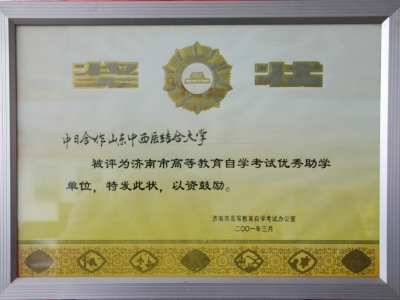 奖状
中日合作山东中西医结合大学
被评为济南市高等教育自学考试优秀助学
单位，特发此状，以资鼓励。
济南市高等教育自学考试办公室
二〇〇一年三月